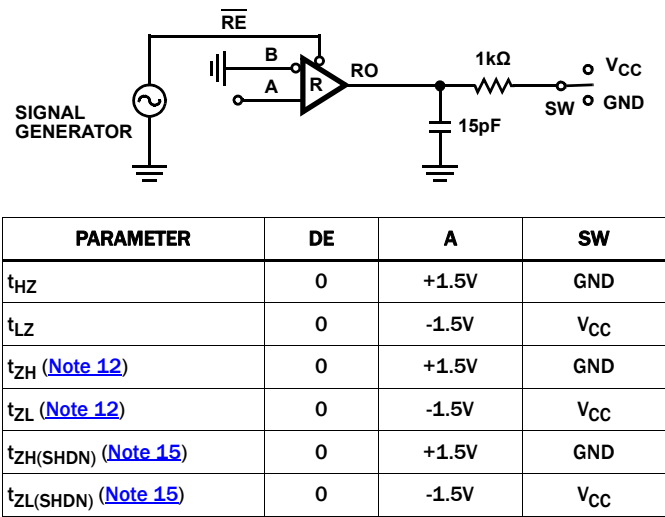 RE
B
A
R
RO
1kΩ
VCC
SW
GND
15pF
SIGNAL
GENERATOR
PARAMETER DE A SW
tHZ 0 +1.5V GND
tLZ 0 -1.5V VCC
tZH (Note 12) 0 +1.5V GND
tZL (Note 12) 0 -1.5V VCC
tZH(SHDN) (Note 15) 0 +1.5V GND
tZL(SHDN) (Note 15) 0 -1.5V VCC